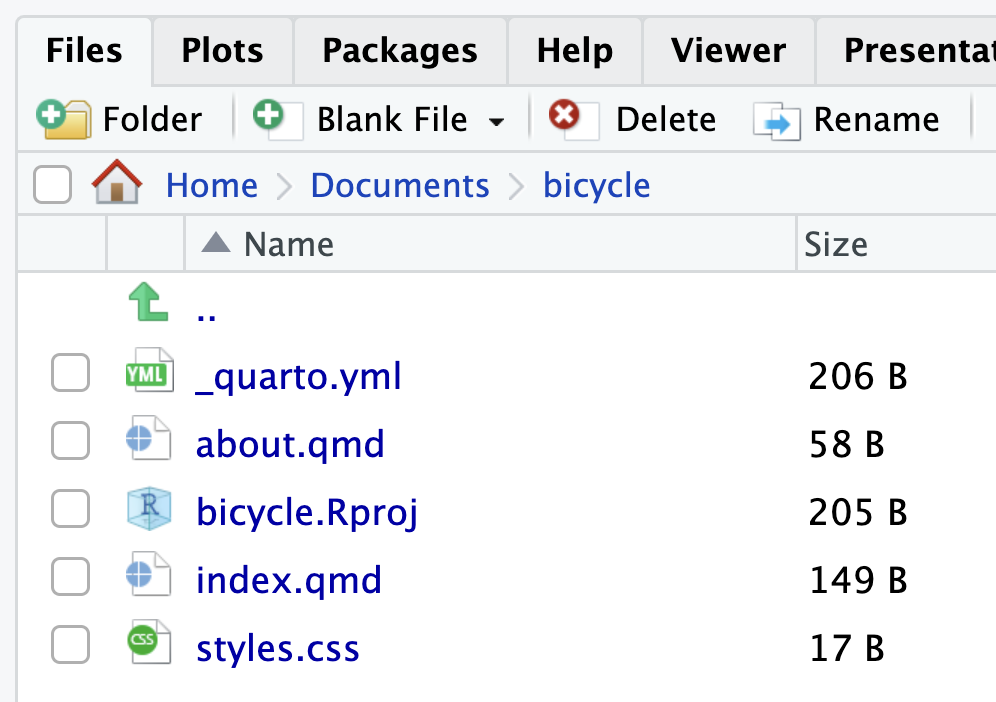 Files Plots Packages Help Viewer
Folder Blank File Delete Rename
Home Documents bicycle
Name Size
..
YML _quarto.yml 206 B
about.qmd 58 B
R bicycle.Rproj 205 B
index.qmd 149 B
CSS styles.css 17 B